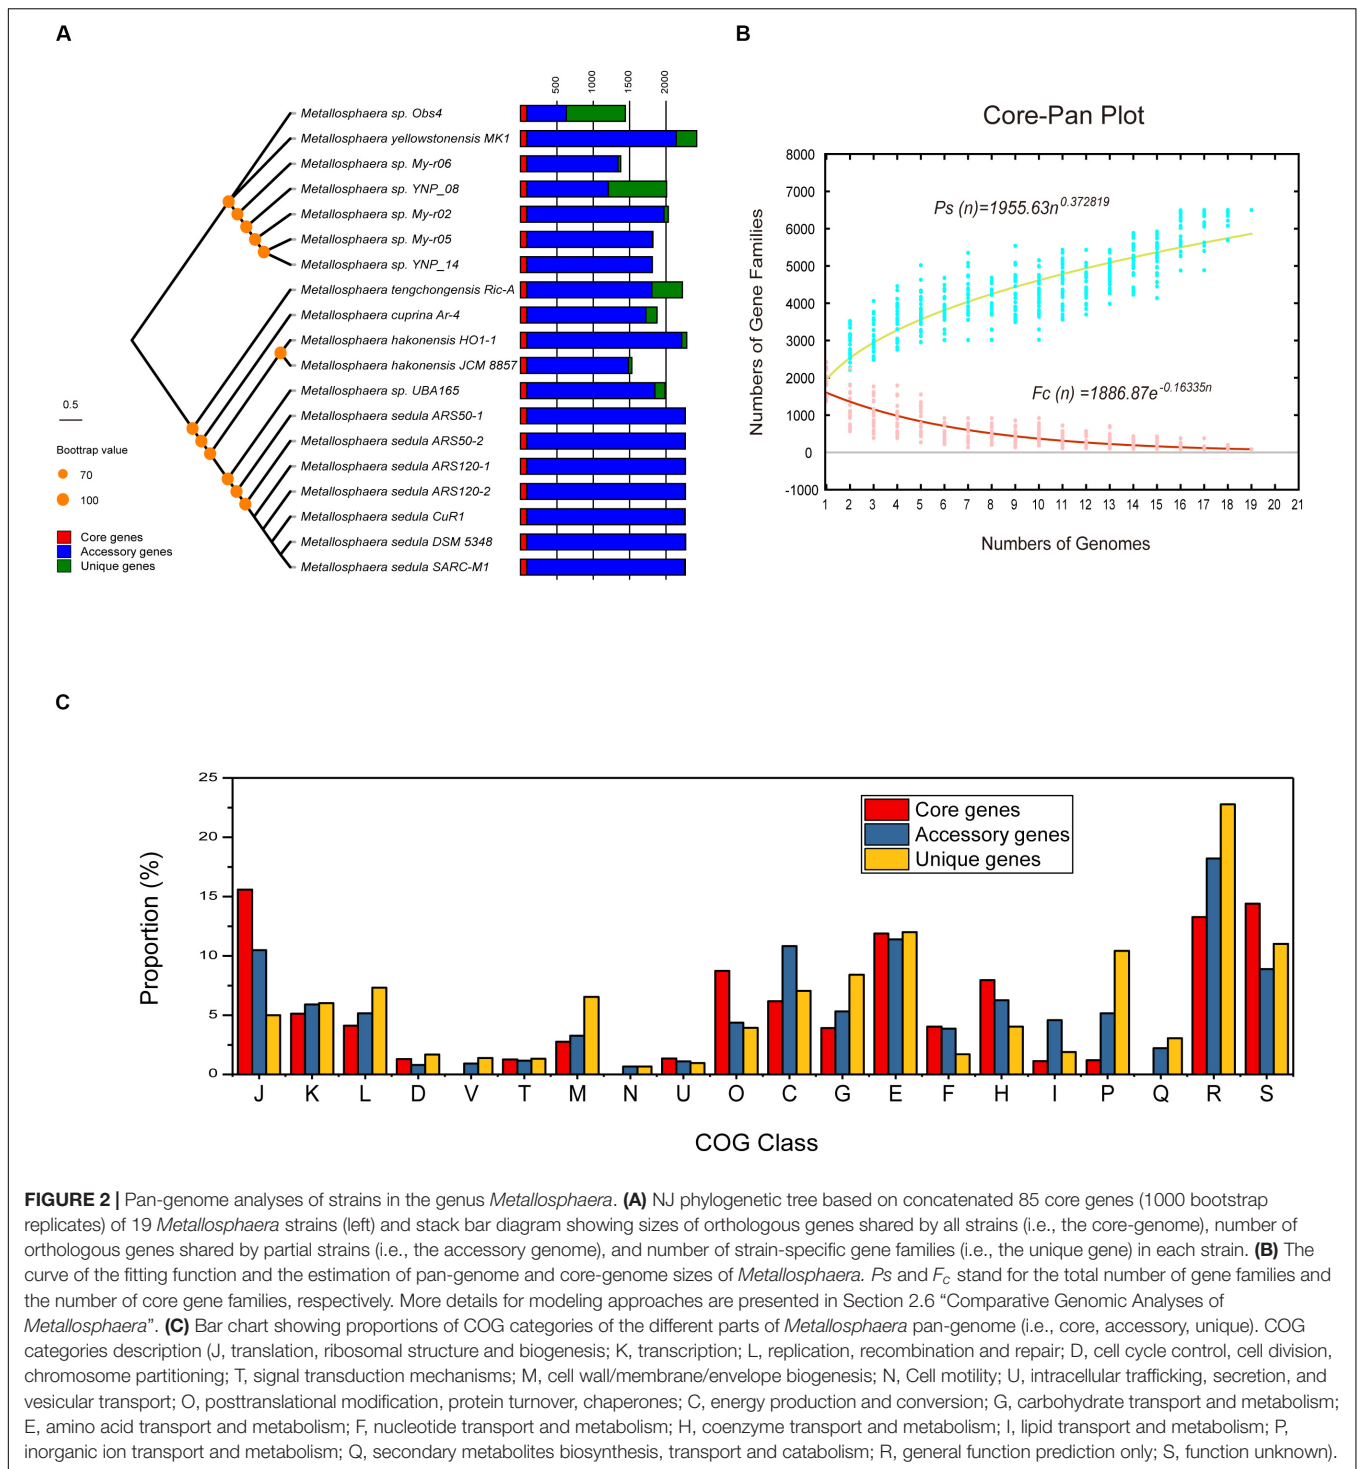 A
500
1000
1500
2000
Metallosphaera sp. Obs4
Metallosphaera yellowstonensis MK1
Metallosphaera sp. My-r06
Metallosphaera sp. YNP_08
Metallosphaera sp. My-r02
Metallosphaera sp. My-r05
Metallosphaera sp. YNP_14
Metallosphaera tengchongensis Ric-A
Metallosphaera cuprina Ar-4
Metallosphaera hakonensis HO1-1
Metallosphaera hakonensis JCM 8857
Metallosphaera sp. UBA165
Metallosphaera sedula ARS50-1
Metallosphaera sedula ARS50-2
Metallosphaera sedula ARS120-1
Metallosphaera sedula ARS120-2
Metallosphaera sedula CuR1
Metallosphaera sedula DSM 5348
Metallosphaera sedula SARC-M1
0.5
Boottrap value
70
100
Core genes
Accessory genes
Unique genes
B
Core-Pan Plot
Numbers of Gene Families
8000
7000
6000
5000
4000
3000
2000
1000
0
-1000
Ps (n)=1955.63n^0.372819
Fc (n) =1886.87e^-0.16335n
1 2 3 4 5 6 7 8 9 10 11 12 13 14 15 16 17 18 19 20 21
Numbers of Genomes
C
Proportion (%)
25
20
15
10
5
0
Core genes
Accessory genes
Unique genes
J K L D V T M N U O C G E F H I P Q R S
COG Class
FIGURE 2 | Pan-genome analyses of strains in the genus Metallosphaera. (A) NJ phylogenetic tree based on concatenated 85 core genes (1000 bootstrap
replicates) of 19 Metallosphaera strains (left) and stack bar diagram showing sizes of orthologous genes shared by all strains (i.e., the core-genome), number of
orthologous genes shared by partial strains (i.e., the accessory genome), and number of strain-specific gene families (i.e., the unique gene) in each strain. (B) The
curve of the fitting function and the estimation of pan-genome and core-genome sizes of Metallosphaera. Ps and Fc stand for the total number of gene families and
the number of core gene families, respectively. More details for modeling approaches are presented in Section 2.6 “Comparative Genomic Analyses of
Metallosphaera”. (C) Bar chart showing proportions of COG categories of the different parts of Metallosphaera pan-genome (i.e., core, accessory, unique). COG
categories description (J, translation, ribosomal structure and biogenesis; K, transcription; L, replication, recombination and repair; D, cell cycle control, cell division,
chromosome partitioning; T, signal transduction mechanisms; M, cell wall/membrane/envelope biogenesis; N, Cell motility; U, intracellular trafficking, secretion, and
vesicular transport; O, posttranslational modification, protein turnover, chaperones; C, energy production and conversion; G, carbohydrate transport and metabolism;
E, amino acid transport and metabolism; F, nucleotide transport and metabolism; H, coenzyme transport and metabolism; I, lipid transport and metabolism; P,
inorganic ion transport and metabolism; Q, secondary metabolites biosynthesis, transport and catabolism; R, general function prediction only; S, function unknown).